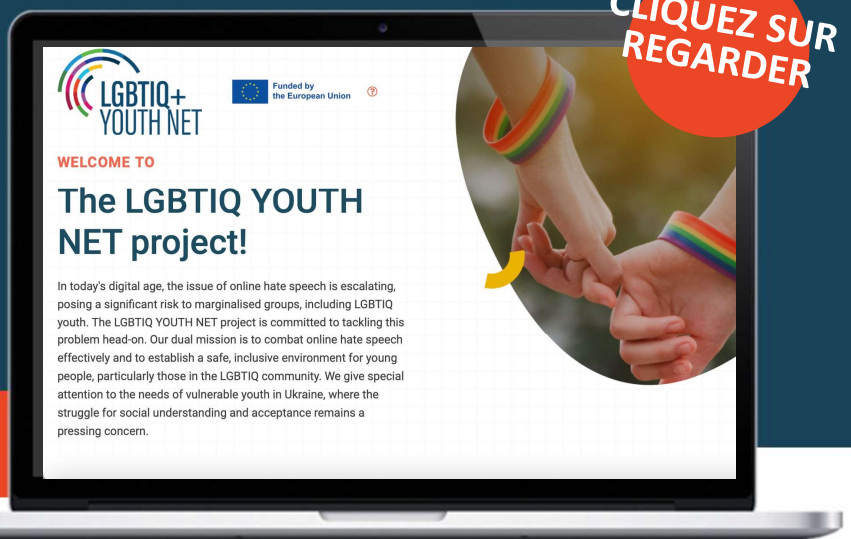 CLIQUEZ SUR
REGARDER
LGBTIQ+
YOUTH NET
Funded by
the European Union
?
WELCOME TO
The LGBTIQ YOUTH
NET project!
In today's digital age, the issue of online hate speech is escalating,
posing a significant risk to marginalised groups, including LGBTIQ
youth. The LGBTIQ YOUTH NET project is committed to tackling this
problem head-on. Our dual mission is to combat online hate speech
effectively and to establish a safe, inclusive environment for young
people, particularly those in the LGBTIQ community. We give special
attention to the needs of vulnerable youth in Ukraine, where the
struggle for social understanding and acceptance remains a
pressing concern.